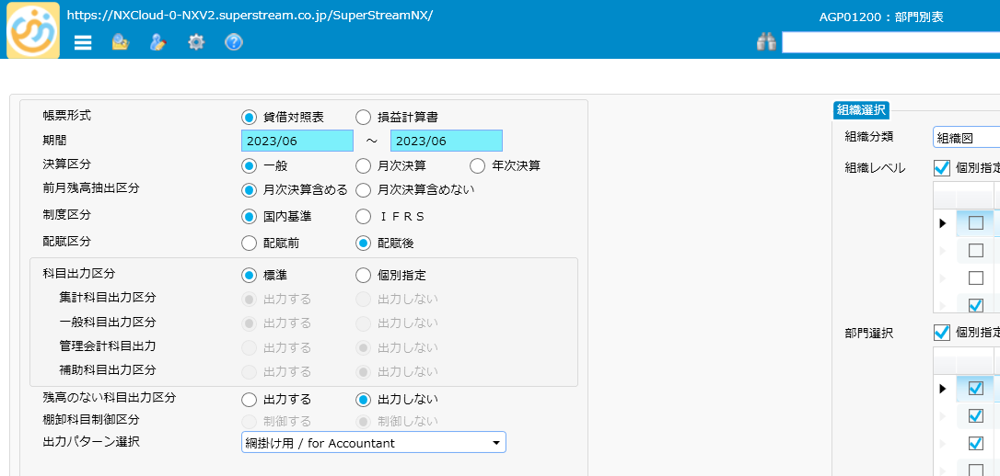 https://NXCloud-0-NXV2.superstream.co.jp/SuperStreamNX/
AGP01200：部門別表
帳票形式 貸借対照表 損益計算書
期間 2023/06 ～ 2023/06
決算区分 一般 月次決算 年次決算
前月残高抽出区分 月次決算含める 月次決算含めない
制度区分 国内基準 ＩＦＲＳ
配賦区分 配賦前 配賦後
科目出力区分 標準 個別指定
集計科目出力区分 出力する 出力しない
一般科目出力区分 出力する 出力しない
管理会計科目出力 出力する 出力しない
補助科目出力区分 出力する 出力しない
残高のない科目出力区分 出力する 出力しない
棚卸科目制御区分 制御する 制御しない
出力パターン選択 網掛け用 / for Accountant
組織選択
組織分類 組織図
組織レベル 個別指定
部門選択 個別指定